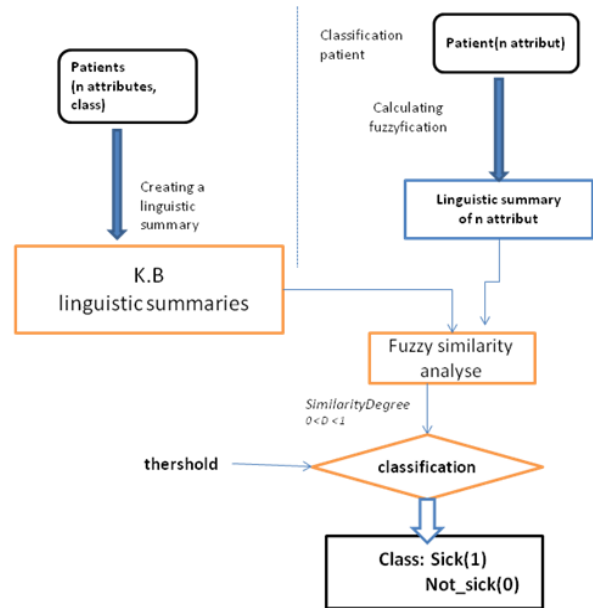 Patients
(n attributes,
class)
Creating a
linguistic
summary
K.B
linguistic summaries
Classification
patient
Patient(n attribut)
Calculating
fuzzyfication
Linguistic summary
of n attribut
Fuzzy similarity
analyse
SimilarityDegree
0<D<1
thershold
classification
Class: Sick(1)
Not_sick(0)